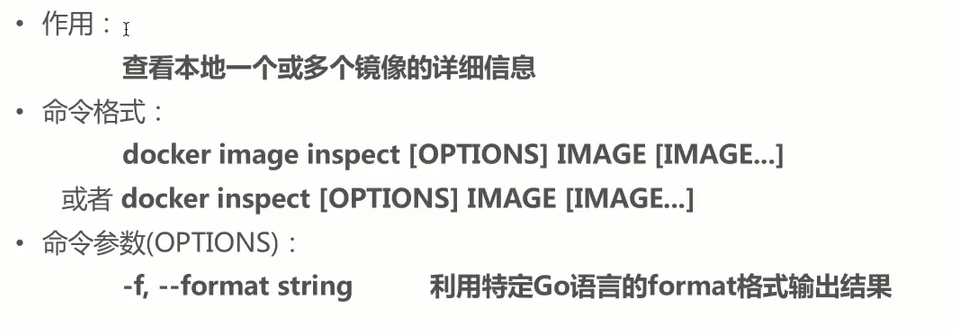 • 作用：
查看本地一个或多个镜像的详细信息
• 命令格式：
docker image inspect [OPTIONS] IMAGE [IMAGE...]
或者 docker inspect [OPTIONS] IMAGE [IMAGE...]
• 命令参数(OPTIONS)：
-f, --format string 利用特定Go语言的format格式输出结果